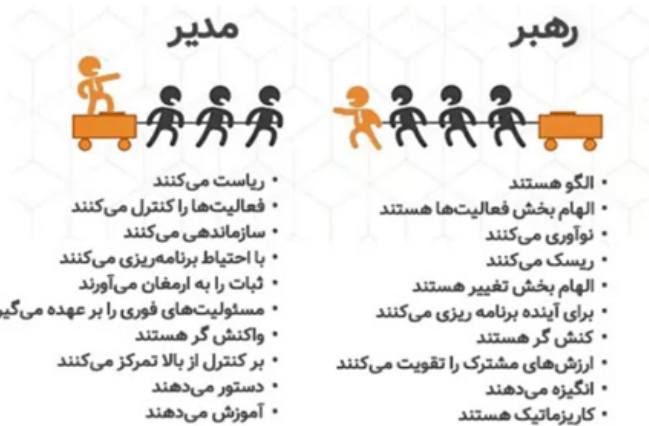 رهبر
الگو هستند
الهام بخش فعالیت‌ها هستند
نوآوری می‌کنند
ریسک می‌کنند
الهام بخش تغییر هستند
برای آینده برنامه ریزی می‌کنند
کنش گر هستند
ارزش‌های مشترک را تقویت می‌کنند
انگیزه می‌دهند
کاریزماتیک هستند
مدیر
ریاست می‌کنند
فعالیت‌ها را کنترل می‌کنند
سازماندهی می‌کنند
با احتیاط برنامه‌ریزی می‌کنند
ثبات را به ارمغان می‌آورند
مسئولیت‌های فوری را بر عهده
واکنش گر هستند
بر کنترل از بالا تمرکز می‌کنند
دستور می‌دهند
آموزش می‌دهند